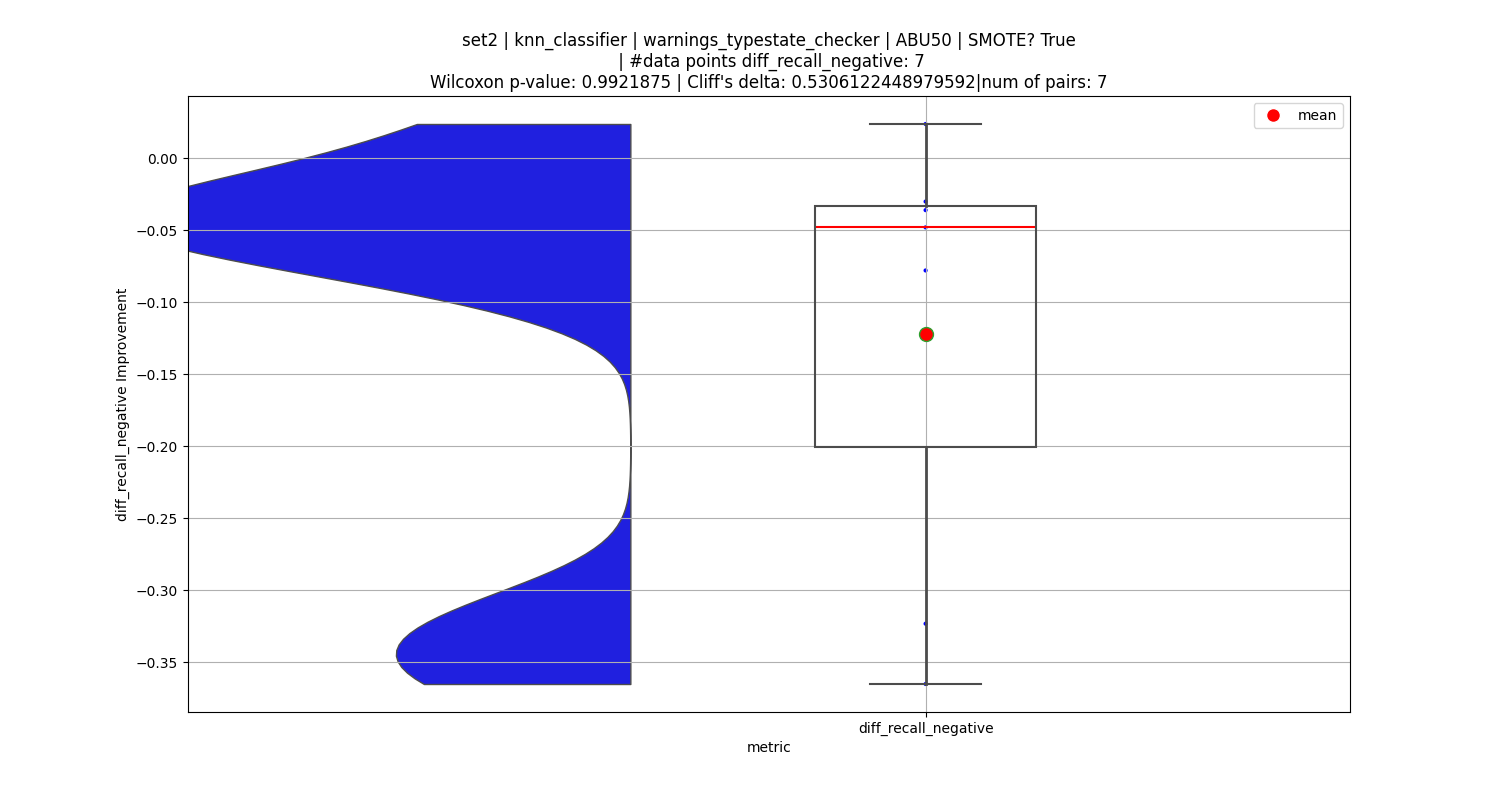 set2 | knn_classifier | warnings_typestate_checker | ABU50 | SMOTE? True
| #data points diff_recall_negative: 7
Wilcoxon p-value: 0.9921875 | Cliff's delta: 0.5306122448979592|num of pairs: 7
mean
0.00
−0.05
−0.10
−0.15
−0.20
−0.25
−0.30
−0.35
diff_recall_negative Improvement
diff_recall_negative
metric